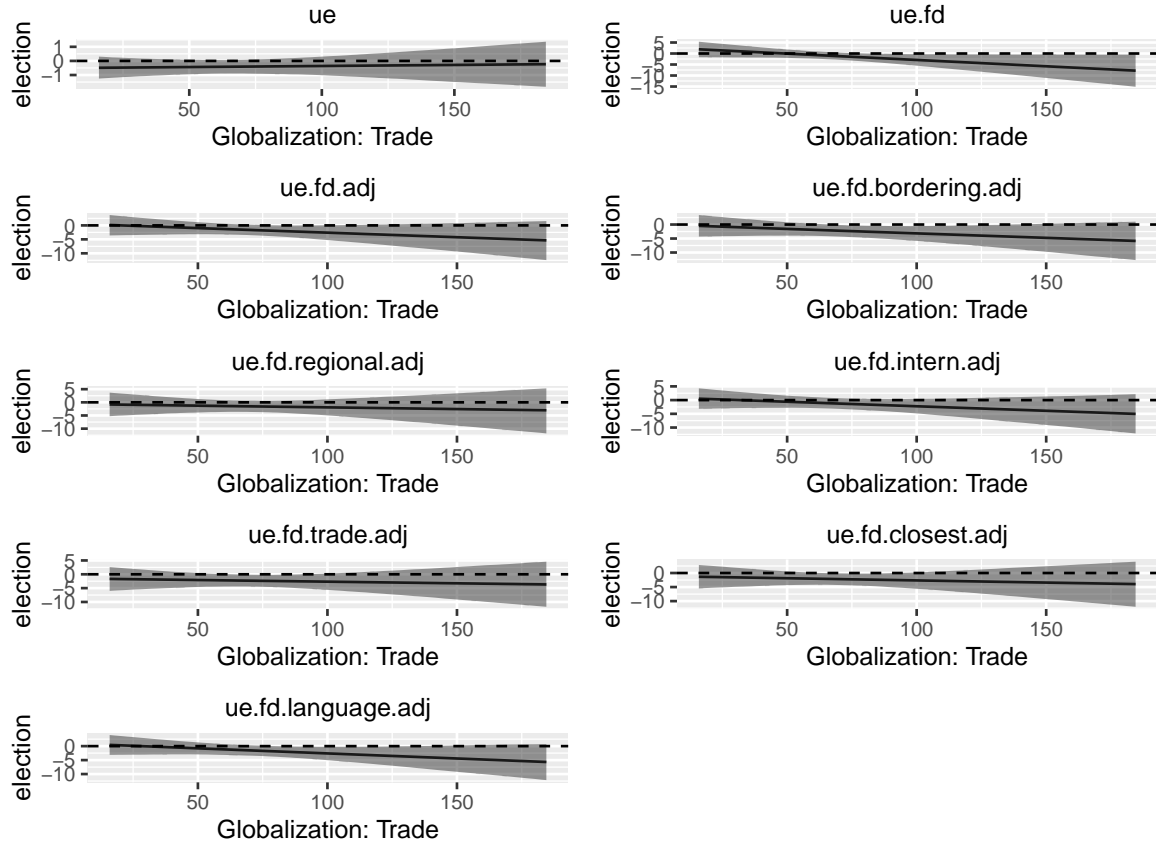 ue
election
1
0
−1
50 100 150
Globalization: Trade
ue.fd
election
5
0
−5
−10
−15
50 100 150
Globalization: Trade
ue.fd.adj
election
0
−5
−10
50 100 150
Globalization: Trade
ue.fd.bordering.adj
election
0
−5
−10
50 100 150
Globalization: Trade
ue.fd.regional.adj
election
5
0
−5
−10
50 100 150
Globalization: Trade
ue.fd.intern.adj
election
5
0
−5
−10
50 100 150
Globalization: Trade
ue.fd.trade.adj
election
5
0
−5
−10
50 100 150
Globalization: Trade
ue.fd.closest.adj
election
5
0
−5
−10
50 100 150
Globalization: Trade
ue.fd.language.adj
election
0
−5
−10
50 100 150
Globalization: Trade